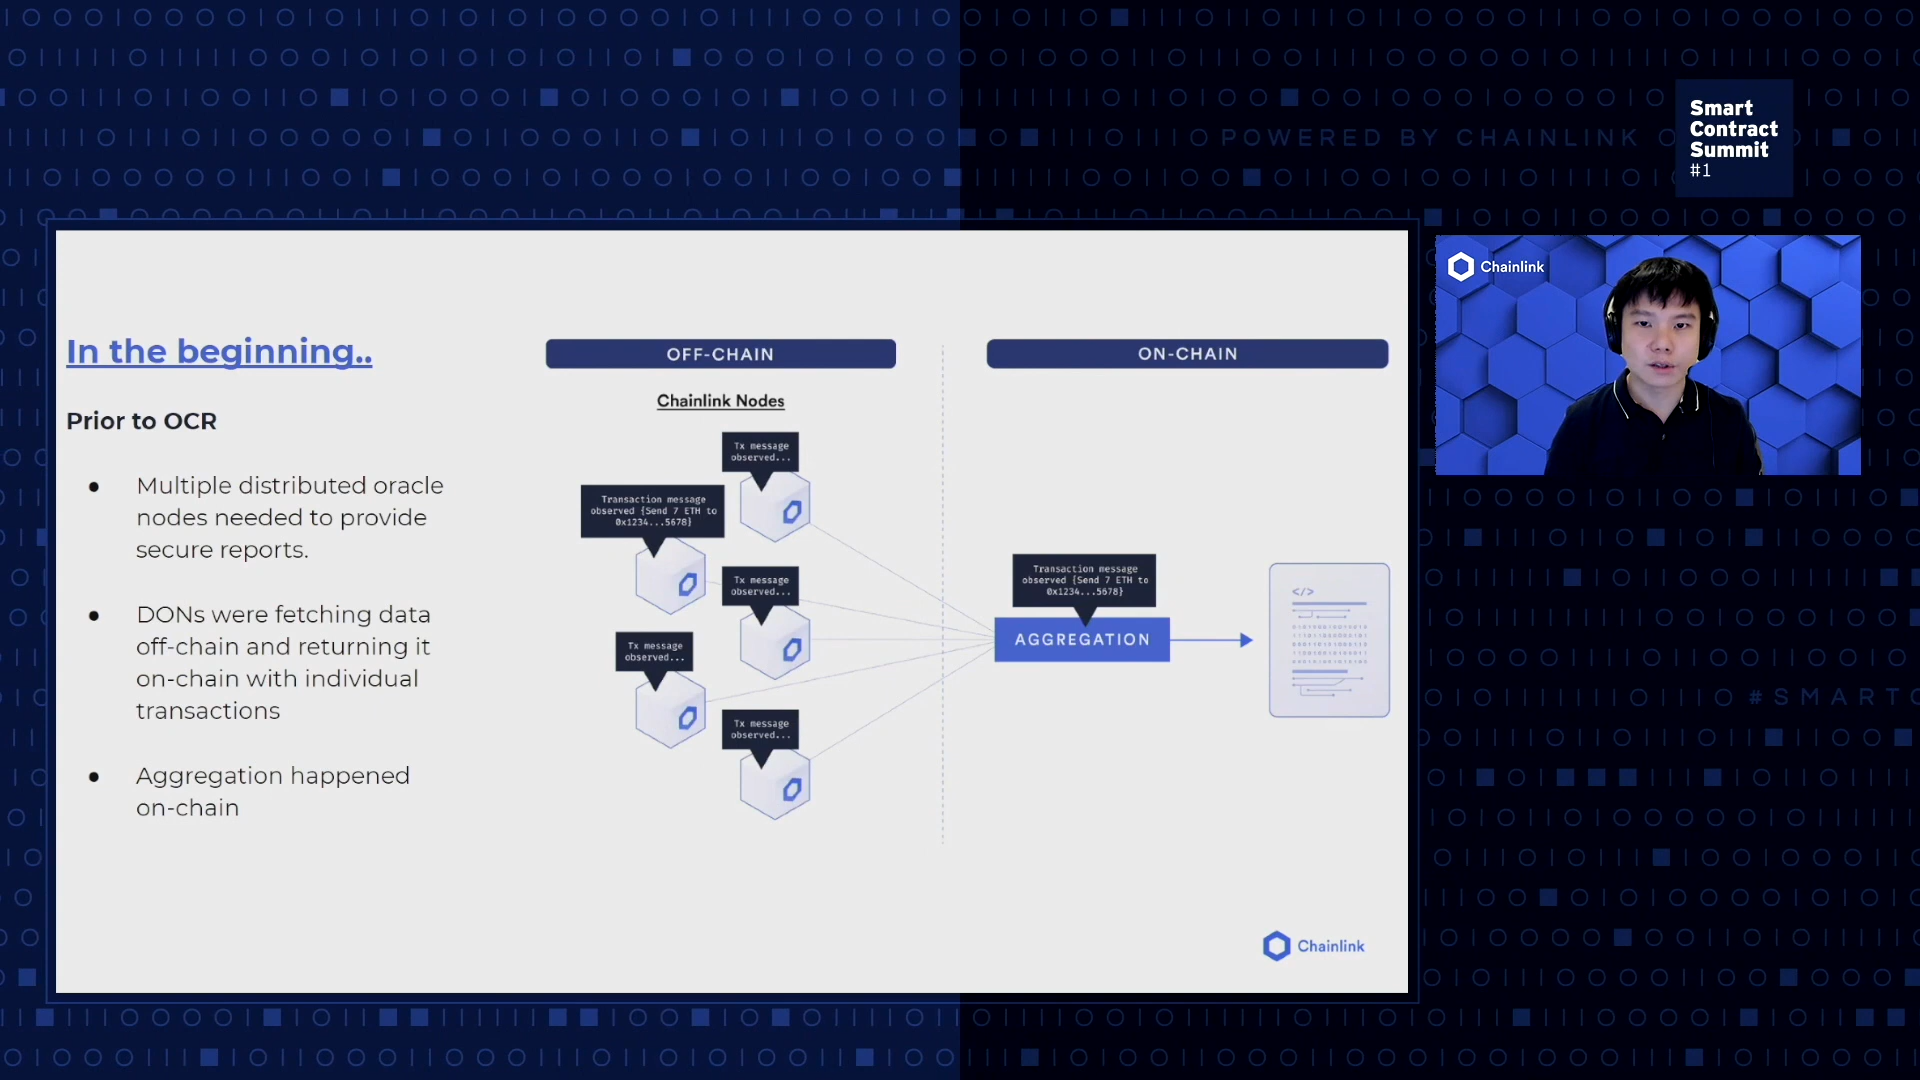 POWERED BY CHAINLINK
Smart
Contract
Summit
#1
Chainlink
In the beginning..
Prior to OCR
● Multiple distributed oracle
nodes needed to provide
secure reports.
● DONs were fetching data
off-chain and returning it
on-chain with individual
transactions
● Aggregation happened
on-chain
OFF-CHAIN
Chainlink Nodes
Tx message
observed...
Transaction message
observed {Send 7 ETH to
0x1234...5678}
Tx message
observed...
Tx message
observed...
Tx message
observed...
ON-CHAIN
Transaction message
observed {Send 7 ETH to
0x1234...5678}
AGGREGATION
</>
Chainlink
#SMARTC